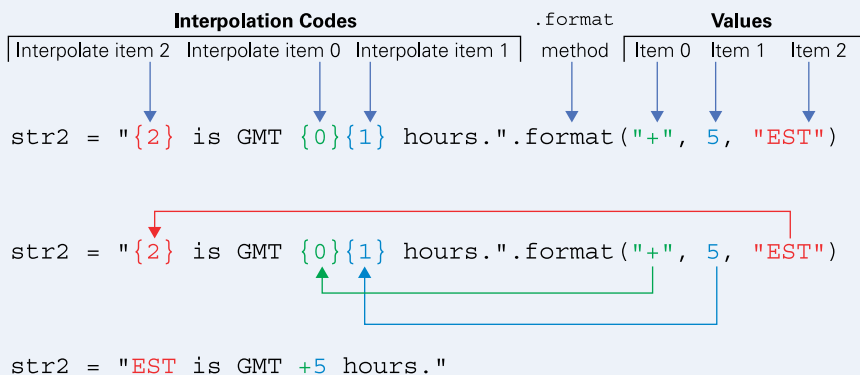 Interpolation Codes .format Values
Interpolate item 2 Interpolate item 0 Interpolate item 1 method Item 0 Item 1 Item 2
str2 = "{2} is GMT {0}{1} hours.".format("+", 5, "EST")
str2 = "{2} is GMT {0}{1} hours.".format("+", 5, "EST")
str2 = "EST is GMT +5 hours."